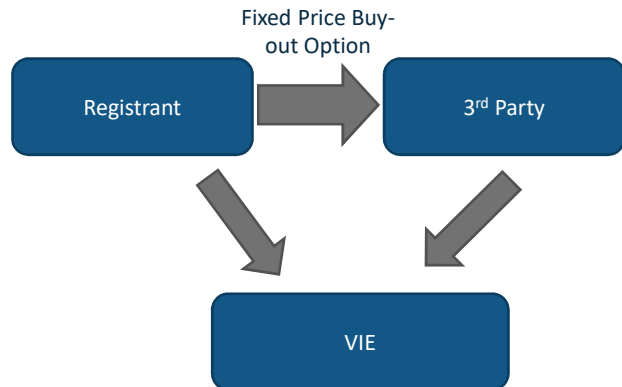 Fixed Price Buy-
out Option
Registrant
3rd Party
VIE